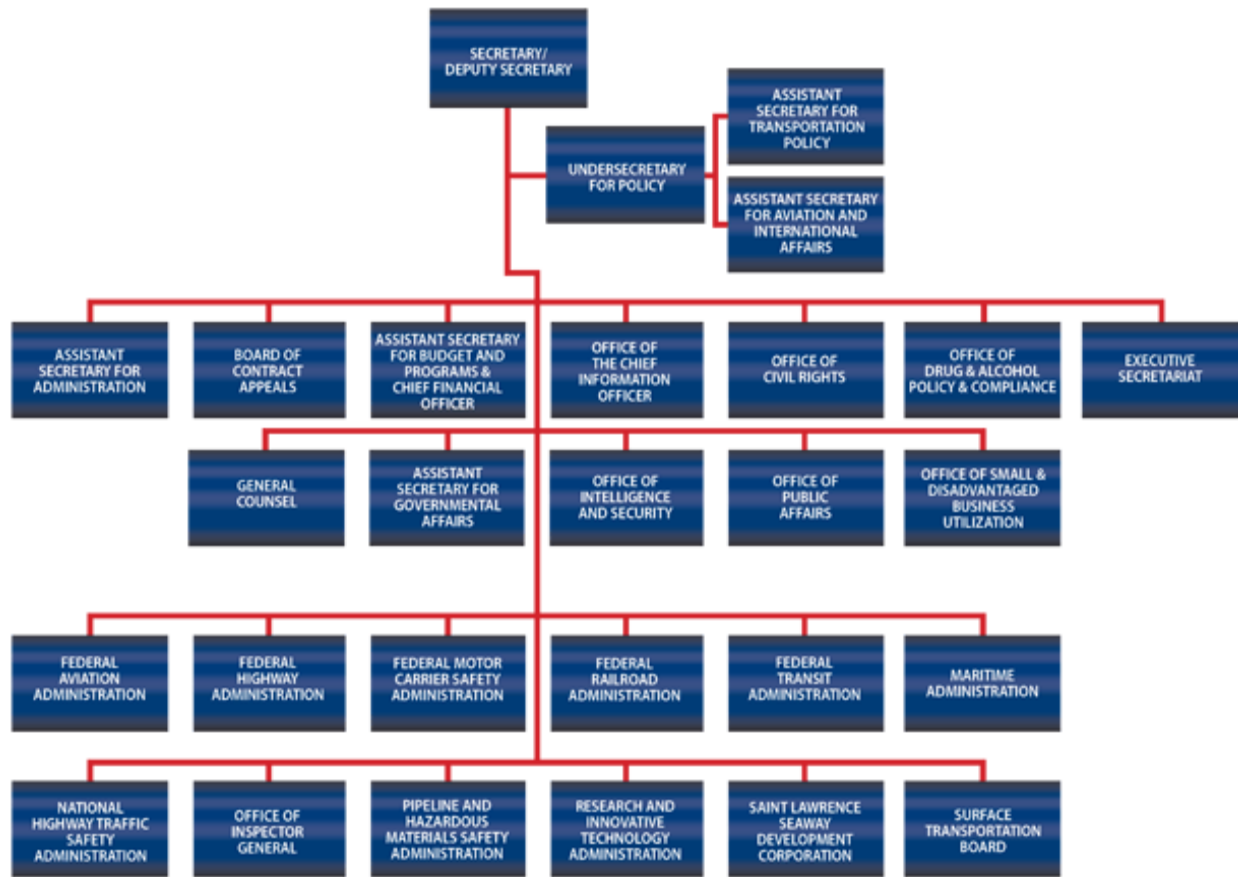 SECRETARY/
DEPUTY SECRETARY
ASSISTANT
SECRETARY FOR
TRANSPORTATION
POLICY
UNDERSECRETARY
FOR POLICY
ASSISTANT SECRETARY
FOR AVIATION AND
INTERNATIONAL
AFFAIRS
ASSISTANT
SECRETARY FOR
ADMINISTRATION
BOARD OF
CONTRACT
APPEALS
ASSISTANT SECRETARY
FOR BUDGET AND
PROGRAMS &
CHIEF FINANCIAL
OFFICER
OFFICE OF
THE CHIEF
INFORMATION
OFFICER
OFFICE OF
CIVIL RIGHTS
OFFICE OF
DRUG & ALCOHOL
POLICY & COMPLIANCE
EXECUTIVE
SECRETARIAT
GENERAL
COUNSEL
ASSISTANT
SECRETARY FOR
GOVERNMENTAL
AFFAIRS
OFFICE OF
INTELLIGENCE
AND SECURITY
OFFICE OF
PUBLIC
AFFAIRS
OFFICE OF SMALL &
DISADVANTAGED
BUSINESS
UTILIZATION
FEDERAL
AVIATION
ADMINISTRATION
FEDERAL
HIGHWAY
ADMINISTRATION
FEDERAL MOTOR
CARRIER SAFETY
ADMINISTRATION
FEDERAL
RAILROAD
ADMINISTRATION
FEDERAL
TRANSIT
ADMINISTRATION
MARITIME
ADMINISTRATION
NATIONAL
HIGHWAY TRAFFIC
SAFETY
ADMINISTRATION
OFFICE OF
INSPECTOR
GENERAL
PIPELINE AND
HAZARDOUS
MATERIALS SAFETY
ADMINISTRATION
RESEARCH AND
INNOVATIVE
TECHNOLOGY
ADMINISTRATION
SAINT LAWRENCE
SEAWAY
DEVELOPMENT
CORPORATION
SURFACE
TRANSPORTATION
BOARD